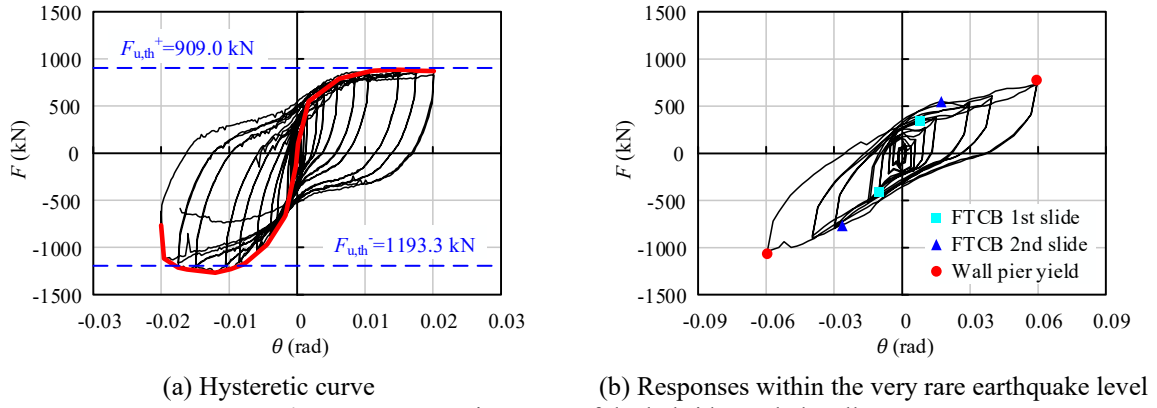 1500
1000
500
0
-500
-1000
-1500
F (kN)
Fu,th+=909.0 kN
Fu,th-=1193.3 kN
-0.03 -0.02 -0.01 0 0.01 0.02 0.03
θ (rad)
(a) Hysteretic curve
1500
1000
500
0
-500
-1000
-1500
F (kN)
FTCB 1st slide
FTCB 2nd slide
Wall pier yield
-0.09 -0.06 -0.03 0 0.03 0.06 0.09
θ (rad)
(b) Responses within the very rare earthquake level